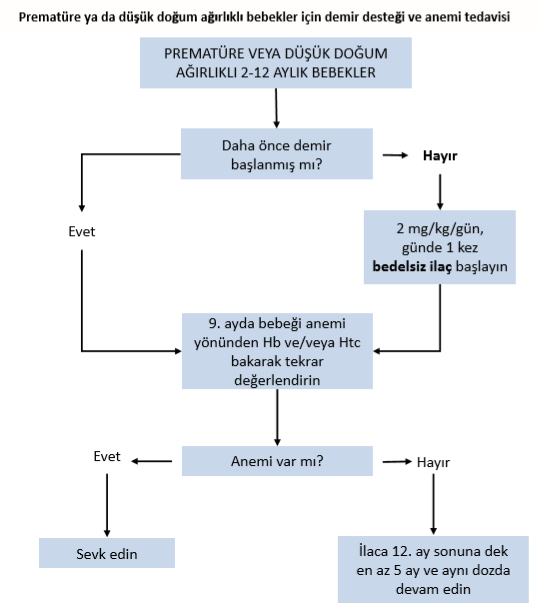 Prematüre ya da düşük doğum ağırlıklı bebekler için demir desteği ve anemi tedavisi
PREMATÜRE VEYA DÜŞÜK DOĞUM
AĞIRLIKLI 2-12 AYLIK BEBEKLER
Daha önce demir
başlanmış mı?
Hayır
Evet
2 mg/kg/gün,
günde 1 kez
bedelsiz ilaç başlayın
9. ayda bebeği anemi
yönünden Hb ve/veya Htc
bakarak tekrar
değerlendirin
Evet
Anemi var mı?
Hayır
Sevk edin
İlaca 12. ay sonuna dek
en az 5 ay ve aynı dozda
devam edin